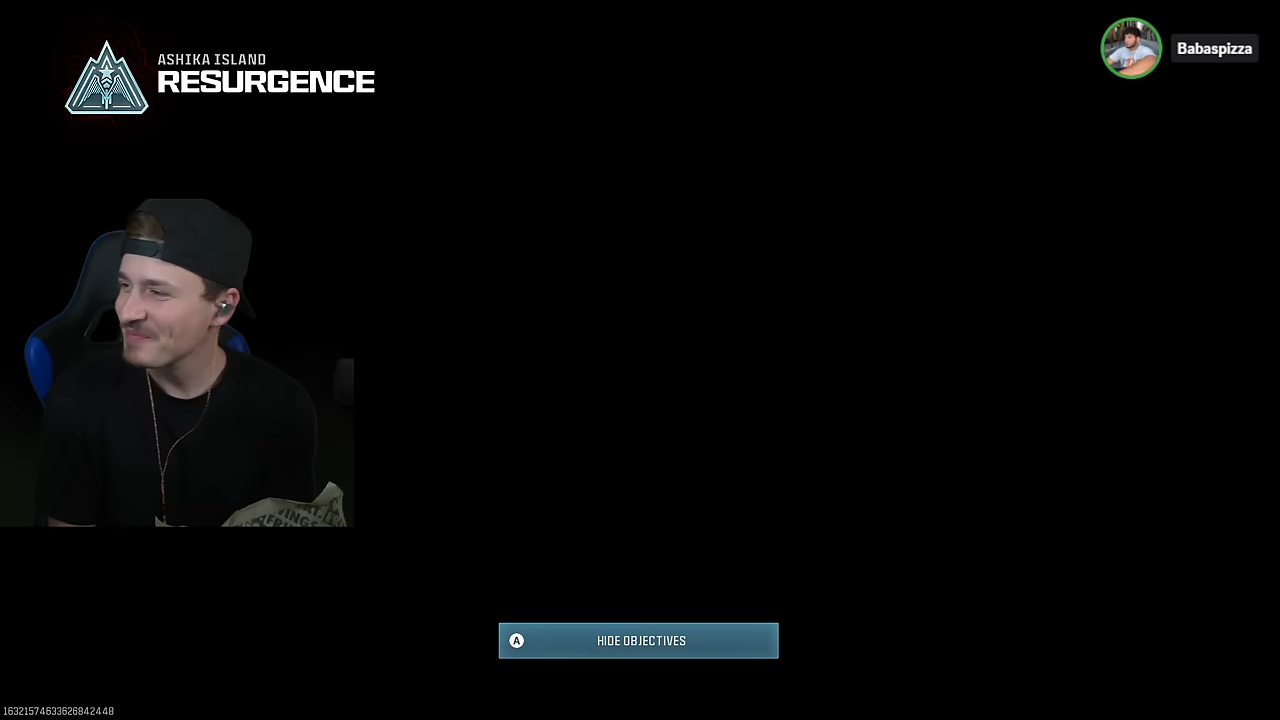 ASHIKA ISLAND
RESURGENCE
Babaspizza
A HIDE OBJECTIVES
16321574633626842448